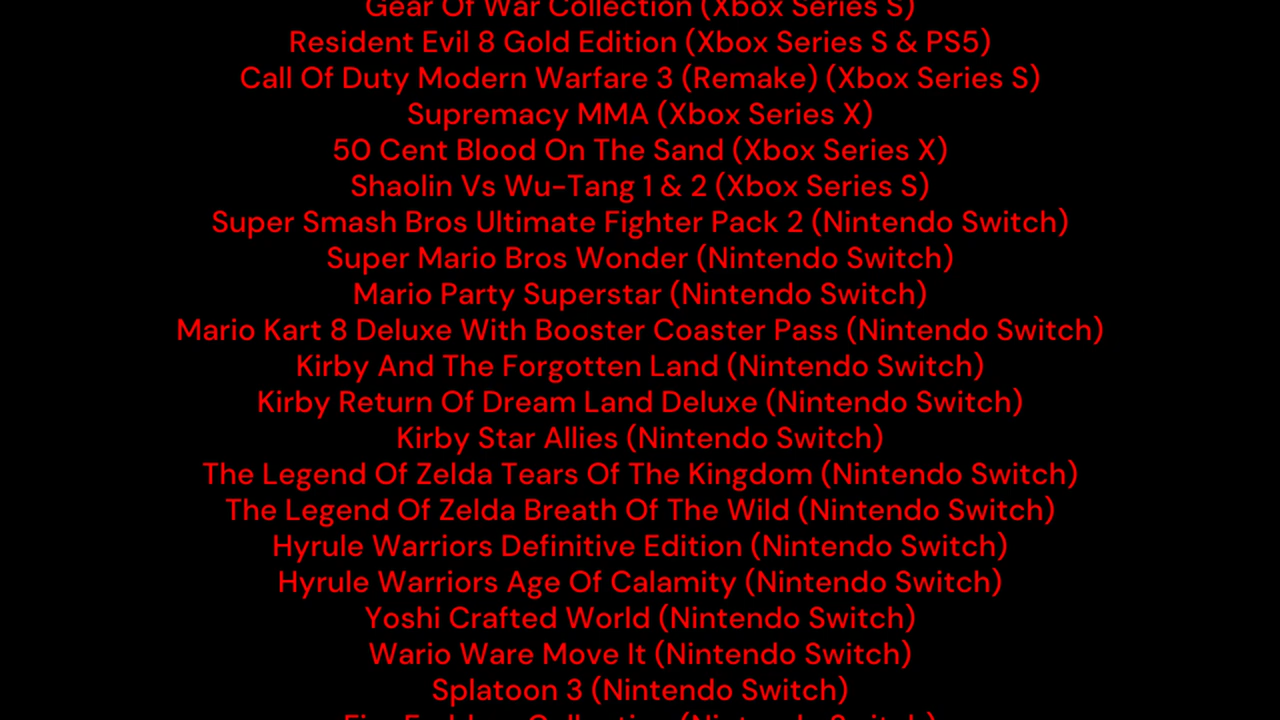 Gear Of War Collection (Xbox Series S)
Resident Evil 8 Gold Edition (Xbox Series S & PS5)
Call Of Duty Modern Warfare 3 (Remake) (Xbox Series S)
Supremacy MMA (Xbox Series X)
50 Cent Blood On The Sand (Xbox Series X)
Shaolin Vs Wu-Tang 1 & 2 (Xbox Series S)
Super Smash Bros Ultimate Fighter Pack 2 (Nintendo Switch)
Super Mario Bros Wonder (Nintendo Switch)
Mario Party Superstar (Nintendo Switch)
Mario Kart 8 Deluxe With Booster Coaster Pass (Nintendo Switch)
Kirby And The Forgotten Land (Nintendo Switch)
Kirby Return Of Dream Land Deluxe (Nintendo Switch)
Kirby Star Allies (Nintendo Switch)
The Legend Of Zelda Tears Of The Kingdom (Nintendo Switch)
The Legend Of Zelda Breath Of The Wild (Nintendo Switch)
Hyrule Warriors Definitive Edition (Nintendo Switch)
Hyrule Warriors Age Of Calamity (Nintendo Switch)
Yoshi Crafted World (Nintendo Switch)
Wario Ware Move It (Nintendo Switch)
Splatoon 3 (Nintendo Switch)